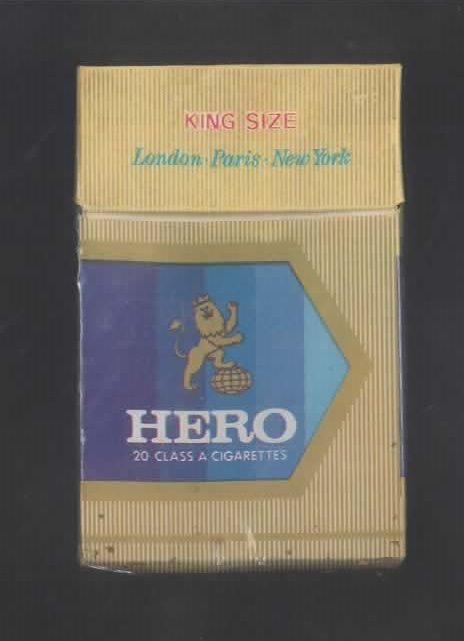 KING SIZE
London · Paris · New York
HERO
20 CLASS A CIGARETTES